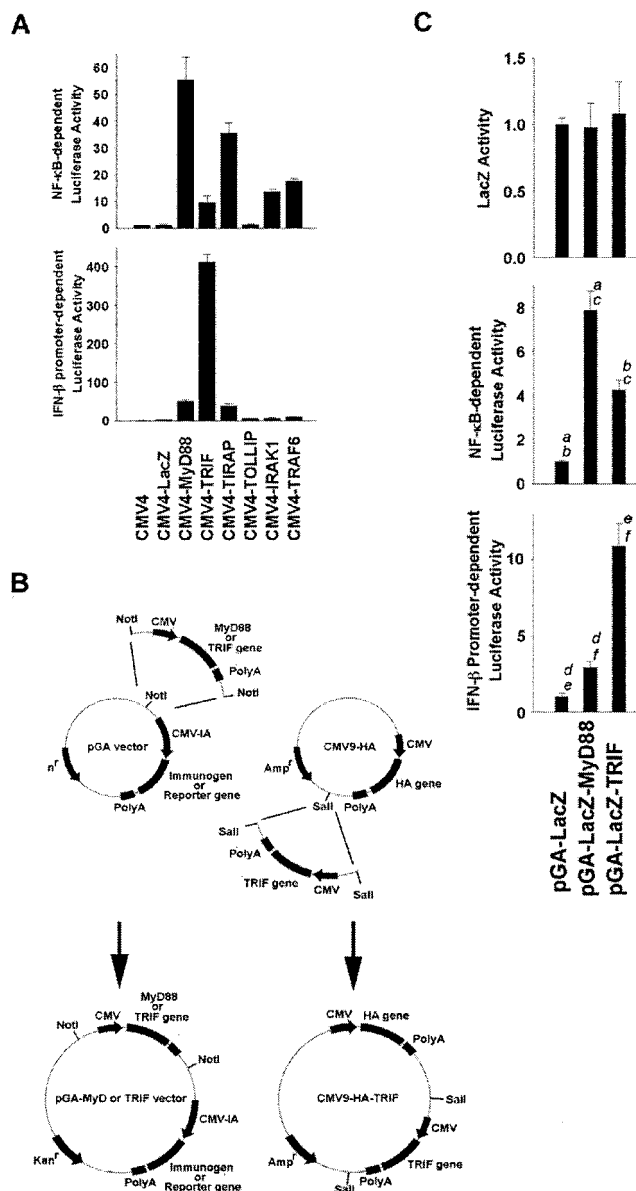 A
NF-κB-dependent
Luciferase Activity
60
50
40
30
20
10
0
IFN-β promoter-dependent
Luciferase Activity
400
300
200
100
0
CMV4
CMV4-LacZ
CMV4-MyD88
CMV4-TRIF
CMV4-TIRAP
CMV4-TOLLIP
CMV4-IRAK1
CMV4-TRAF6
B
NotI
CMV
MyD88
or
TRIF gene
PolyA
NotI
NotI
pGA vector
CMV-IA
nʳ
Immunogen or
Reporter gene
PolyA
CMV9-HA
CMV
Ampʳ
HA gene
SalI
PolyA
SalI
PolyA
TRIF gene
CMV
SalI
MyD88
or
TRIF gene
CMV
NotI
PolyA
NotI
pGA-MyD or TRIF vector
CMV-IA
Kanʳ
PolyA
Immunogen or
Reporter gene
CMV
HA gene
PolyA
CMV9-HA-TRIF
SalI
CMV
Ampʳ
TRIF gene
SalI
PolyA
C
LacZ Activity
1.5
1.0
0.5
0.0
NF-κB-dependent
Luciferase Activity
8
6
4
2
0
a
b
a
c
b
c
IFN-β Promoter-dependent
Luciferase Activity
10
5
0
d
e
d
f
e
f
pGA-LacZ
pGA-LacZ-MyD88
pGA-LacZ-TRIF